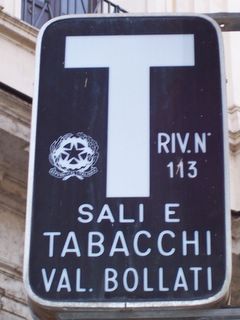 T
RIV. N°
113
SALI E
TABACCHI
VAL. BOLLATI